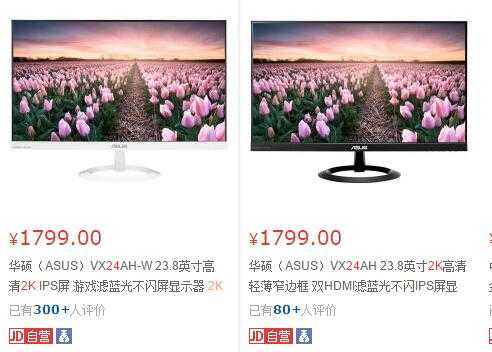 ASUS
ASUS
¥1799.00
华硕（ASUS）VX24AH-W 23.8英寸高
清2K IPS屏 游戏滤蓝光不闪屏显示器 2K
已有300+人评价
JD 自营
¥1799.00
华硕（ASUS）VX24AH 23.8英寸2K高清
轻薄窄边框 双HDMI滤蓝光不闪IPS屏显
已有80+人评价
JD 自营